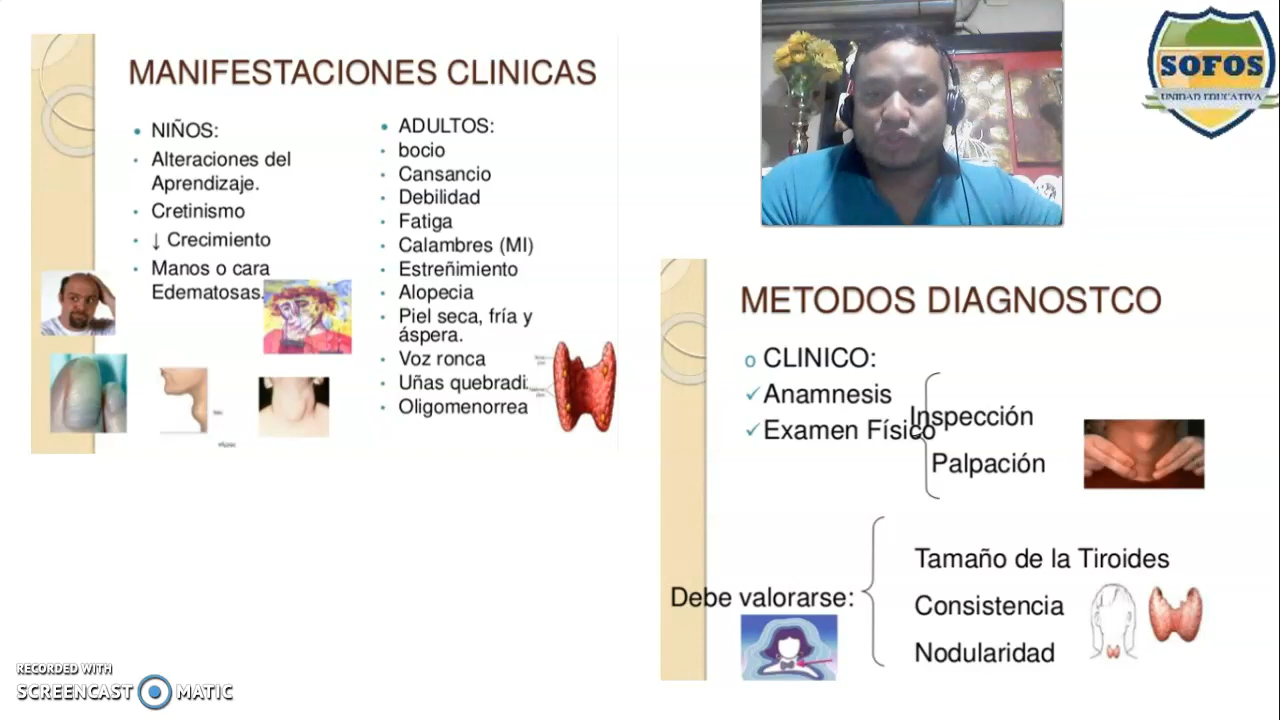 MANIFESTACIONES CLINICAS
NIÑOS:
Alteraciones del
Aprendizaje.
Cretinismo
↓ Crecimiento
Manos o cara
Edematosas.
ADULTOS:
bocio
Cansancio
Debilidad
Fatiga
Calambres (MI)
Estreñimiento
Alopecia
Piel seca, fría y
áspera.
Voz ronca
Uñas quebradi
Oligomenorrea
SOFOS
UNIDAD EDUCATIVA
METODOS DIAGNOSTCO
CLINICO:
Anamnesis
Examen Físico
Inspección
Palpación
Debe valorarse:
Tamaño de la Tiroides
Consistencia
Nodularidad
RECORDED WITH
SCREENCAST MATIC